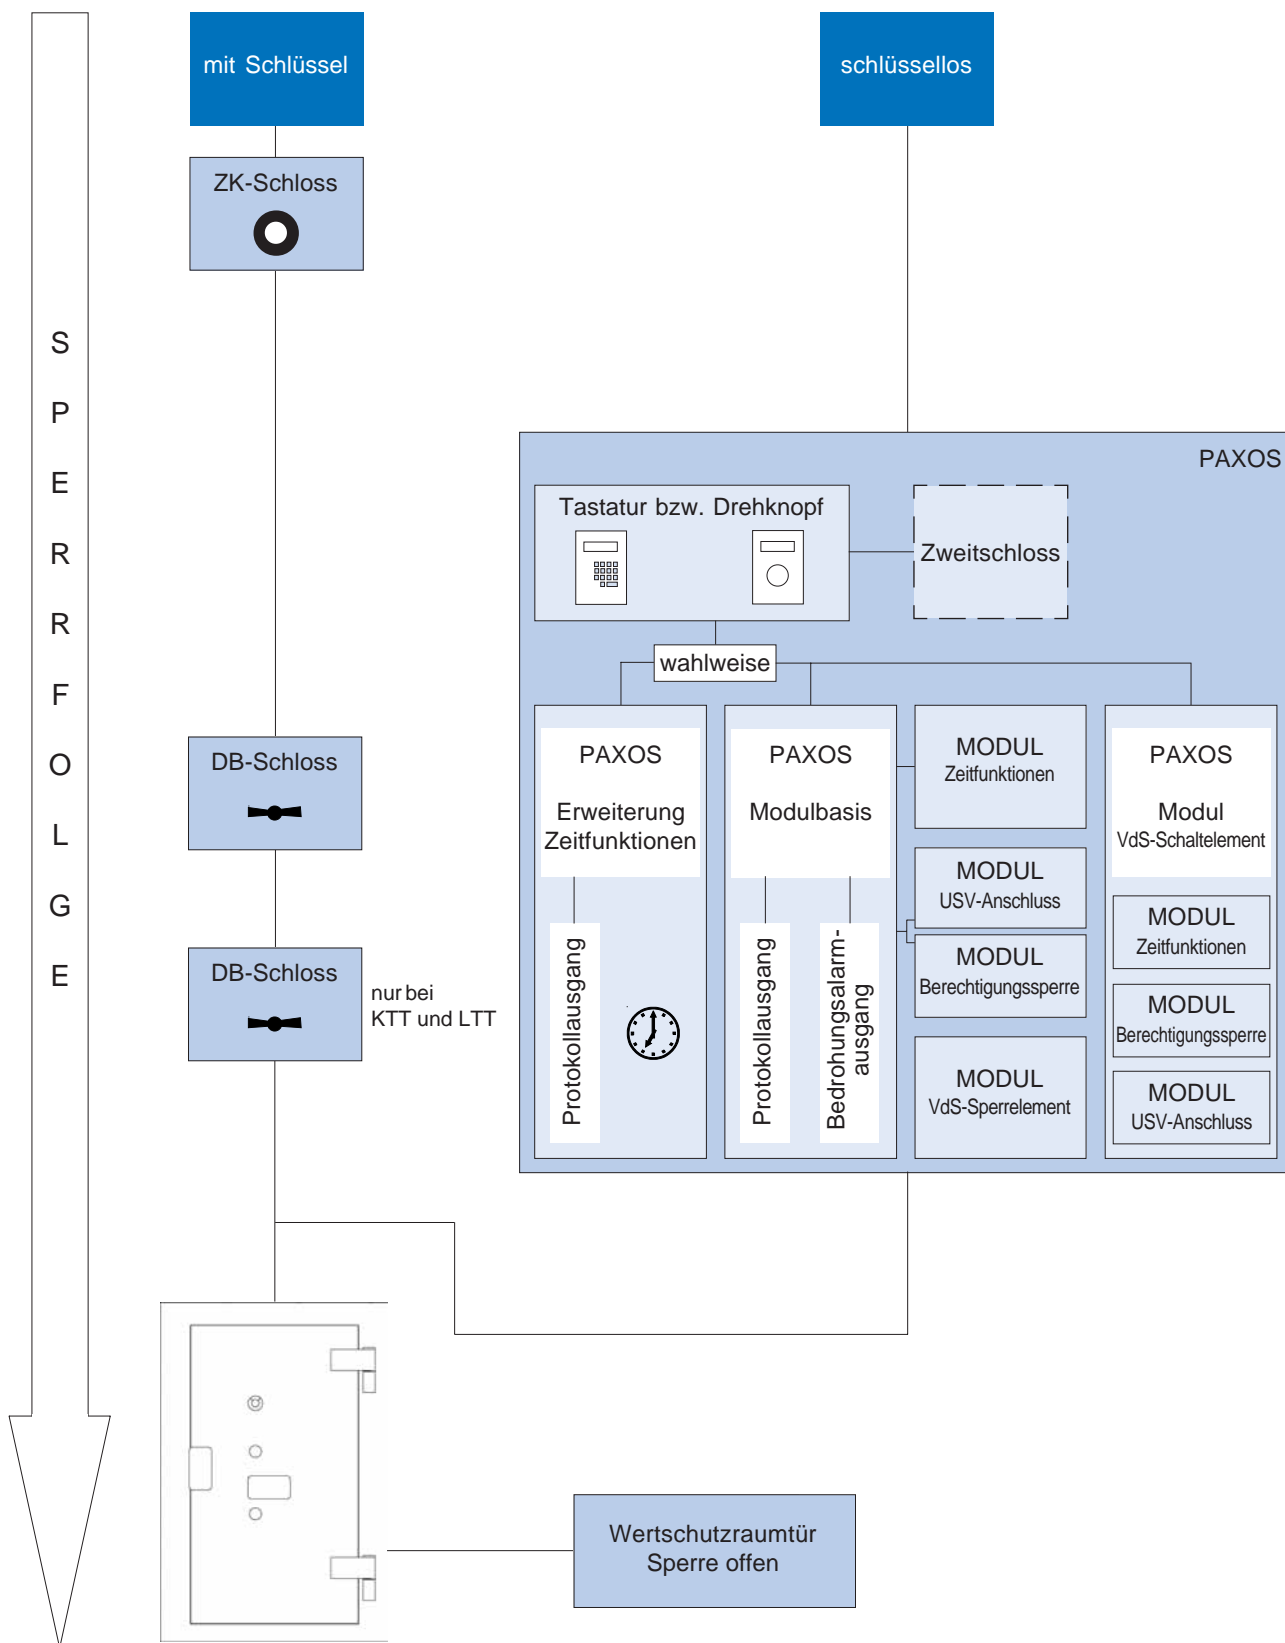 mit Schlüssel
schlüssellos
ZK-Schloss
SPERRFOLGE
PAXOS
Tastatur bzw. Drehknopf
Zweitschloss
wahlweise
DB-Schloss
DB-Schloss
nur bei
KTT und LTT
PAXOS
Erweiterung
Zeitfunktionen
Protokollausgang
PAXOS
Modulbasis
Protokollausgang
Bedrohungsalarm-
ausgang
MODUL
Zeitfunktionen
MODUL
USV-Anschluss
MODUL
Berechtigungssperre
MODUL
VdS-Sperrelement
PAXOS
Modul
VdS-Schaltelement
MODUL
Zeitfunktionen
MODUL
Berechtigungssperre
MODUL
USV-Anschluss
Wertschutzraumtür
Sperre offen